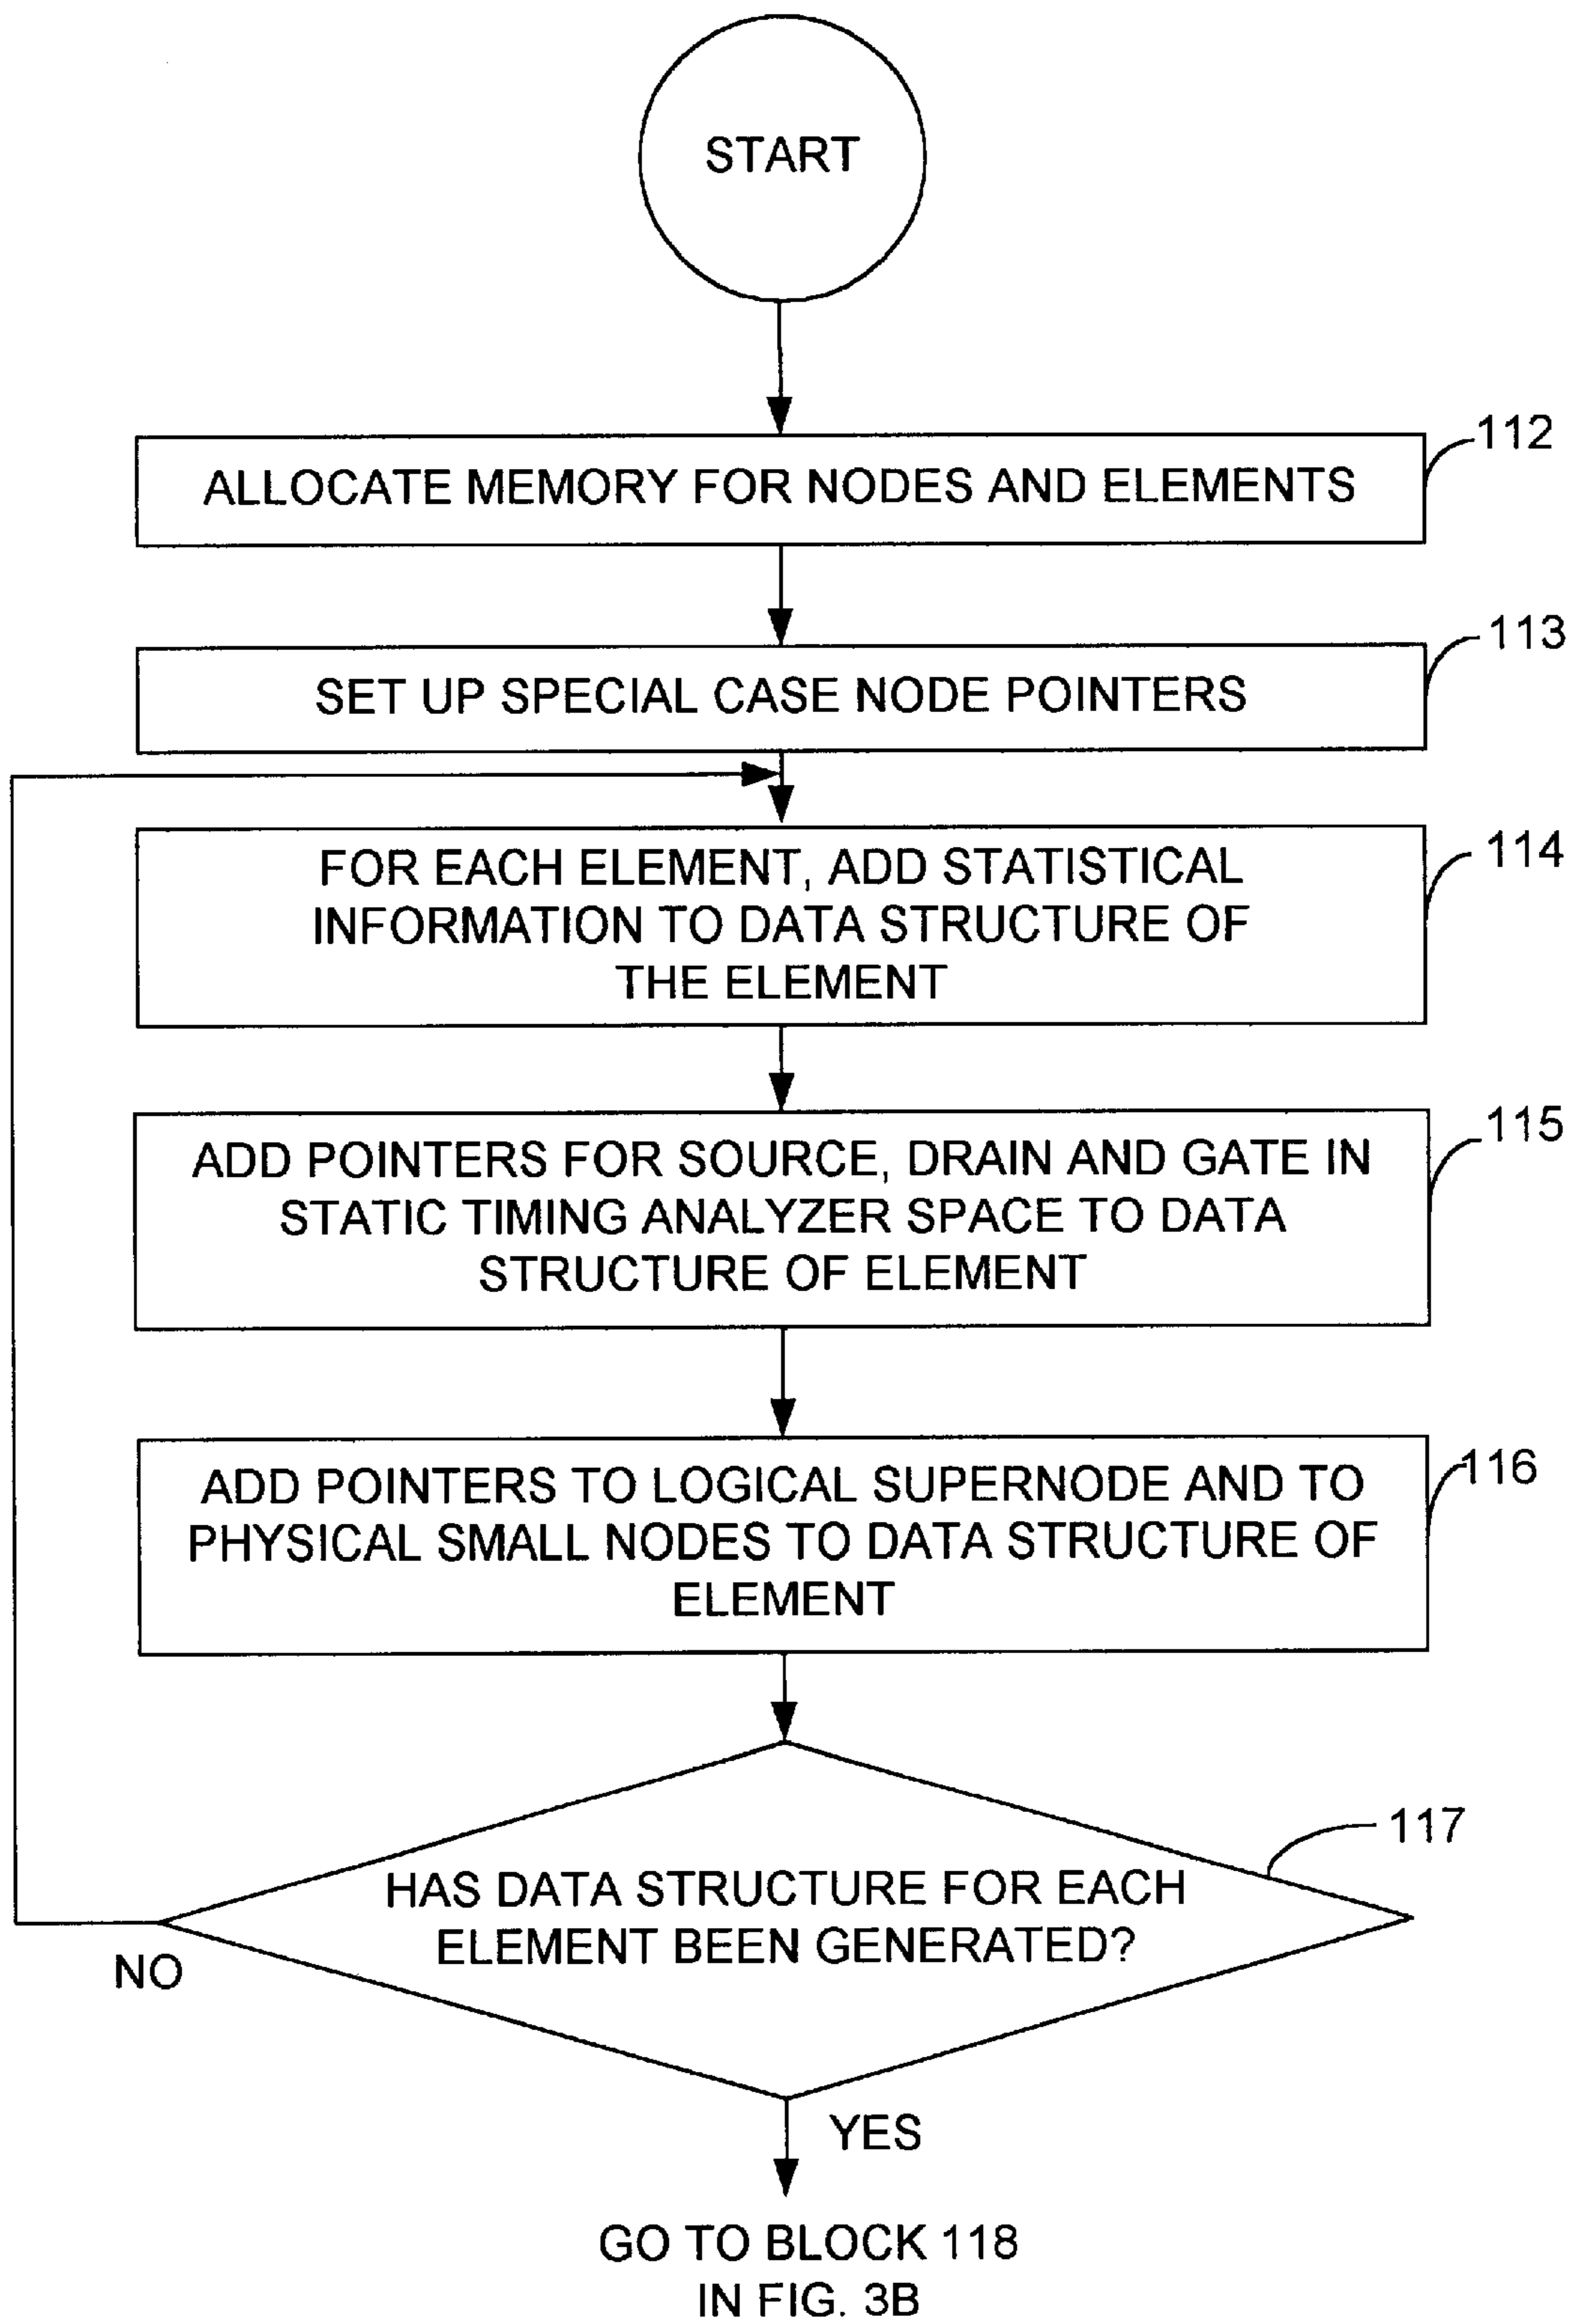 START
112
ALLOCATE MEMORY FOR NODES AND ELEMENTS
113
SET UP SPECIAL CASE NODE POINTERS
114
FOR EACH ELEMENT, ADD STATISTICAL
INFORMATION TO DATA STRUCTURE OF
THE ELEMENT
115
ADD POINTERS FOR SOURCE, DRAIN AND GATE IN
STATIC TIMING ANALYZER SPACE TO DATA
STRUCTURE OF ELEMENT
116
ADD POINTERS TO LOGICAL SUPERNODE AND TO
PHYSICAL SMALL NODES TO DATA STRUCTURE OF
ELEMENT
117
HAS DATA STRUCTURE FOR EACH
ELEMENT BEEN GENERATED?
NO
YES
GO TO BLOCK 118
IN FIG. 3B